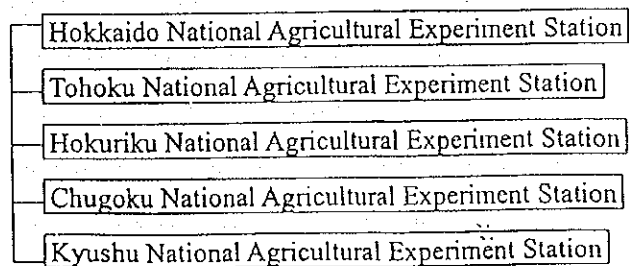 Hokkaido National Agricultural Experiment Station
Tohoku National Agricultural Experiment Station
Hokuriku National Agricultural Experiment Station
Chugoku National Agricultural Experiment Station
Kyushu National Agricultural Experiment Station